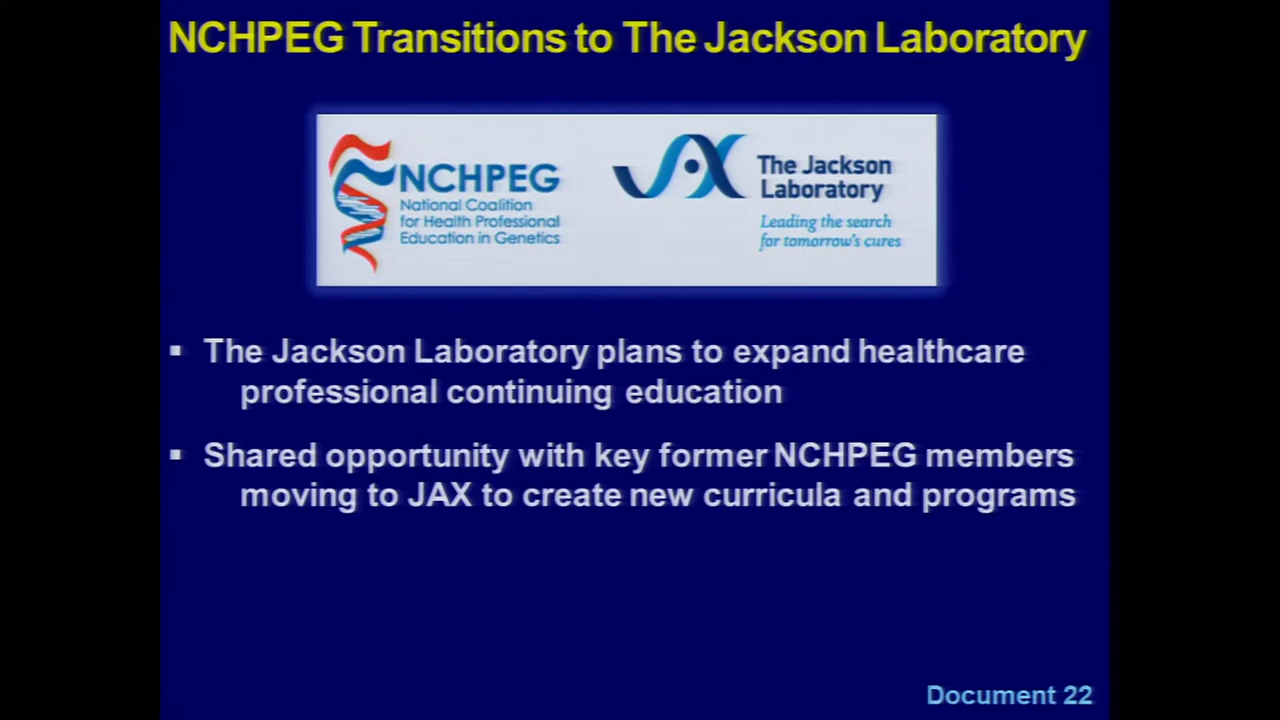 NCHPEG Transitions to The Jackson Laboratory
NCHPEG
National Coalition
for Health Professional
Education in Genetics
JAX
The Jackson
Laboratory
Leading the search
for tomorrow's cures
▪ The Jackson Laboratory plans to expand healthcare
professional continuing education
▪ Shared opportunity with key former NCHPEG members
moving to JAX to create new curricula and programs
Document 22